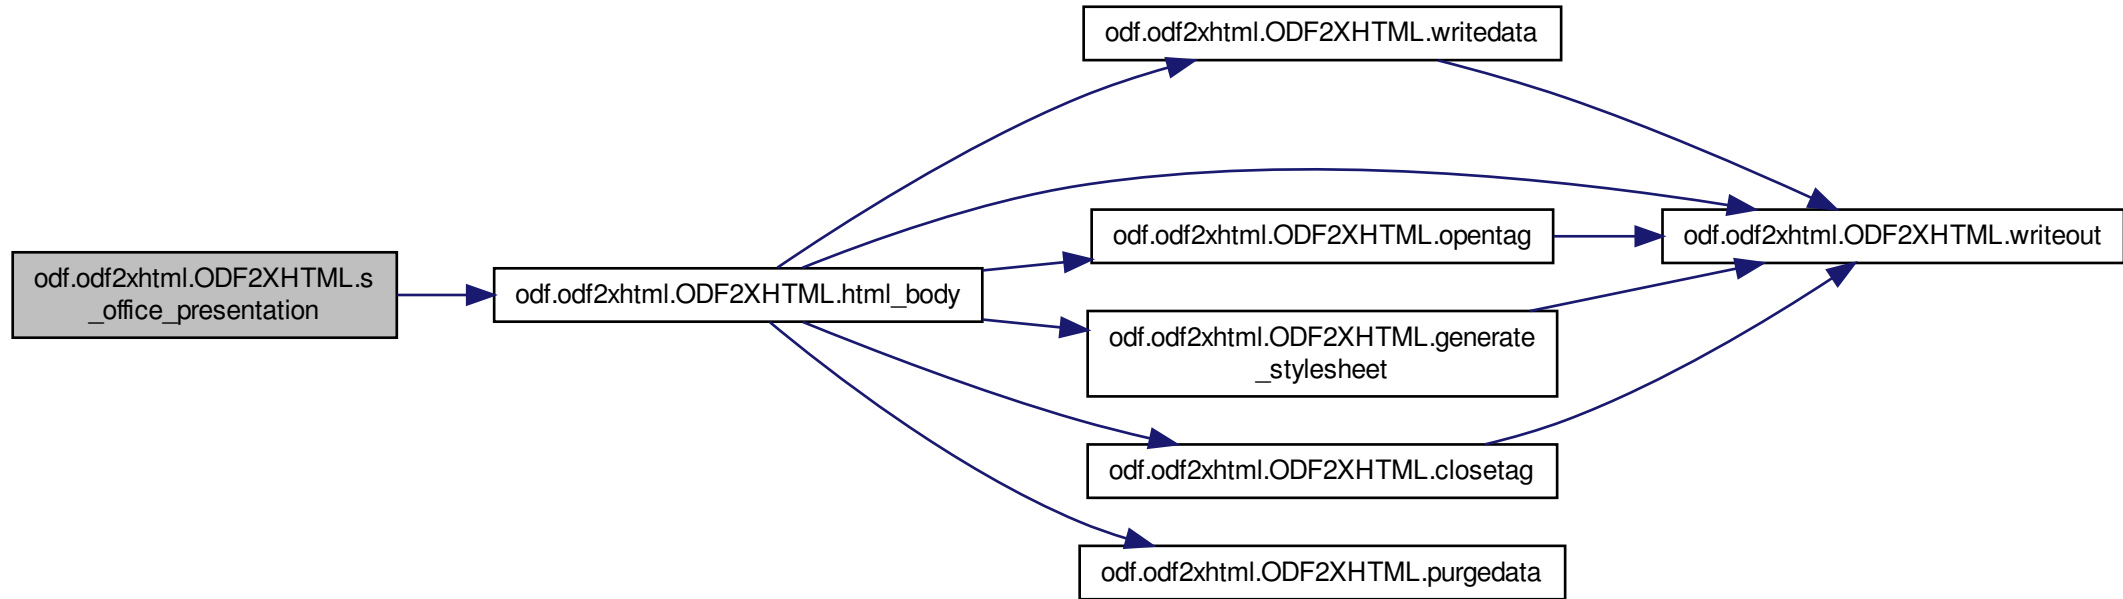 odf.odf2xhtml.ODF2XHTML.s
_office_presentation
odf.odf2xhtml.ODF2XHTML.html_body
odf.odf2xhtml.ODF2XHTML.writedata
odf.odf2xhtml.ODF2XHTML.opentag
odf.odf2xhtml.ODF2XHTML.generate
_stylesheet
odf.odf2xhtml.ODF2XHTML.closetag
odf.odf2xhtml.ODF2XHTML.purgedata
odf.odf2xhtml.ODF2XHTML.writeout